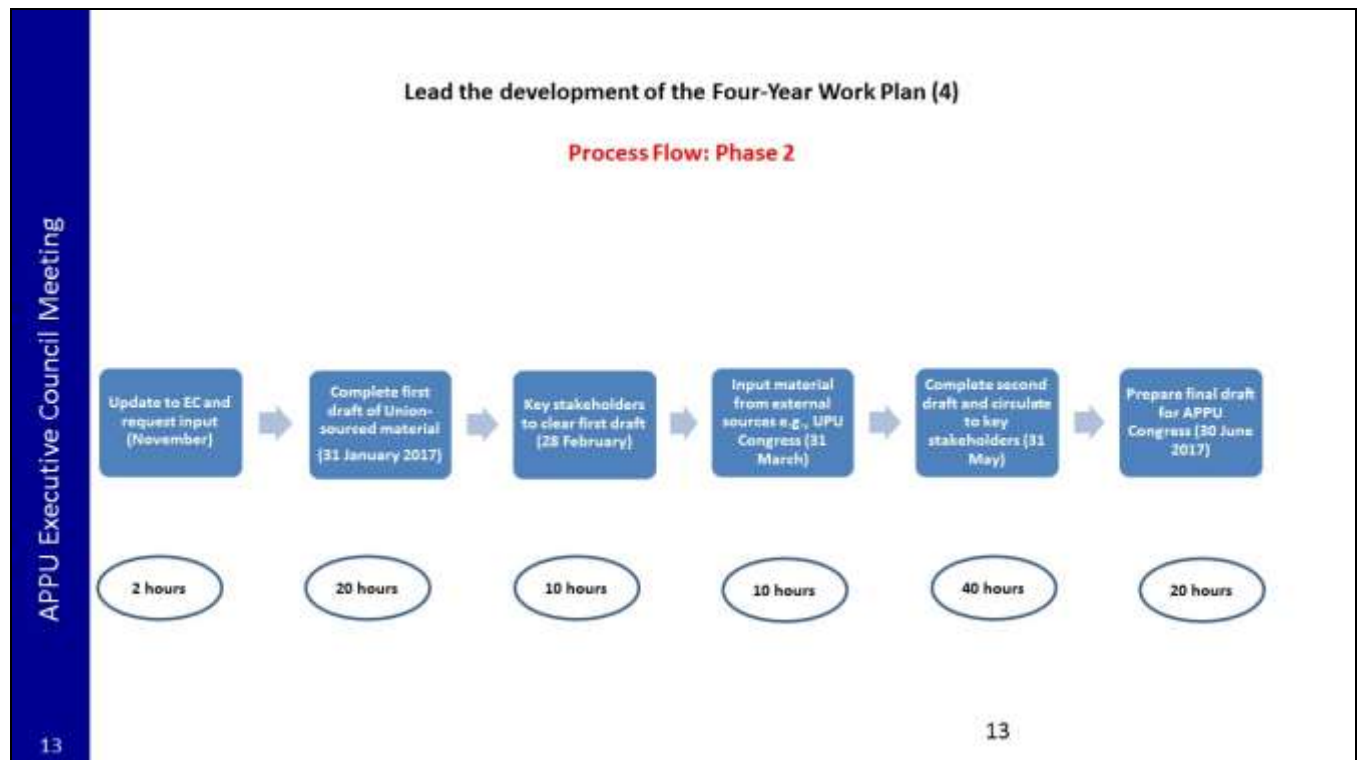 Lead the development of the Four-Year Work Plan (4)
Process Flow: Phase 2
APPU Executive Council Meeting
Update to EC and
request input
(November)
Complete first
draft of Union-
sourced material
(31 January 2017)
Key stakeholders
to clear first draft
(28 February)
Input material
from external
sources e.g., UPU
Congress (31
March)
Complete second
draft and circulate
to key
stakeholders (31
May)
Prepare final draft
for APPU
Congress (30 June
2017)
2 hours
20 hours
10 hours
10 hours
40 hours
20 hours
13
13